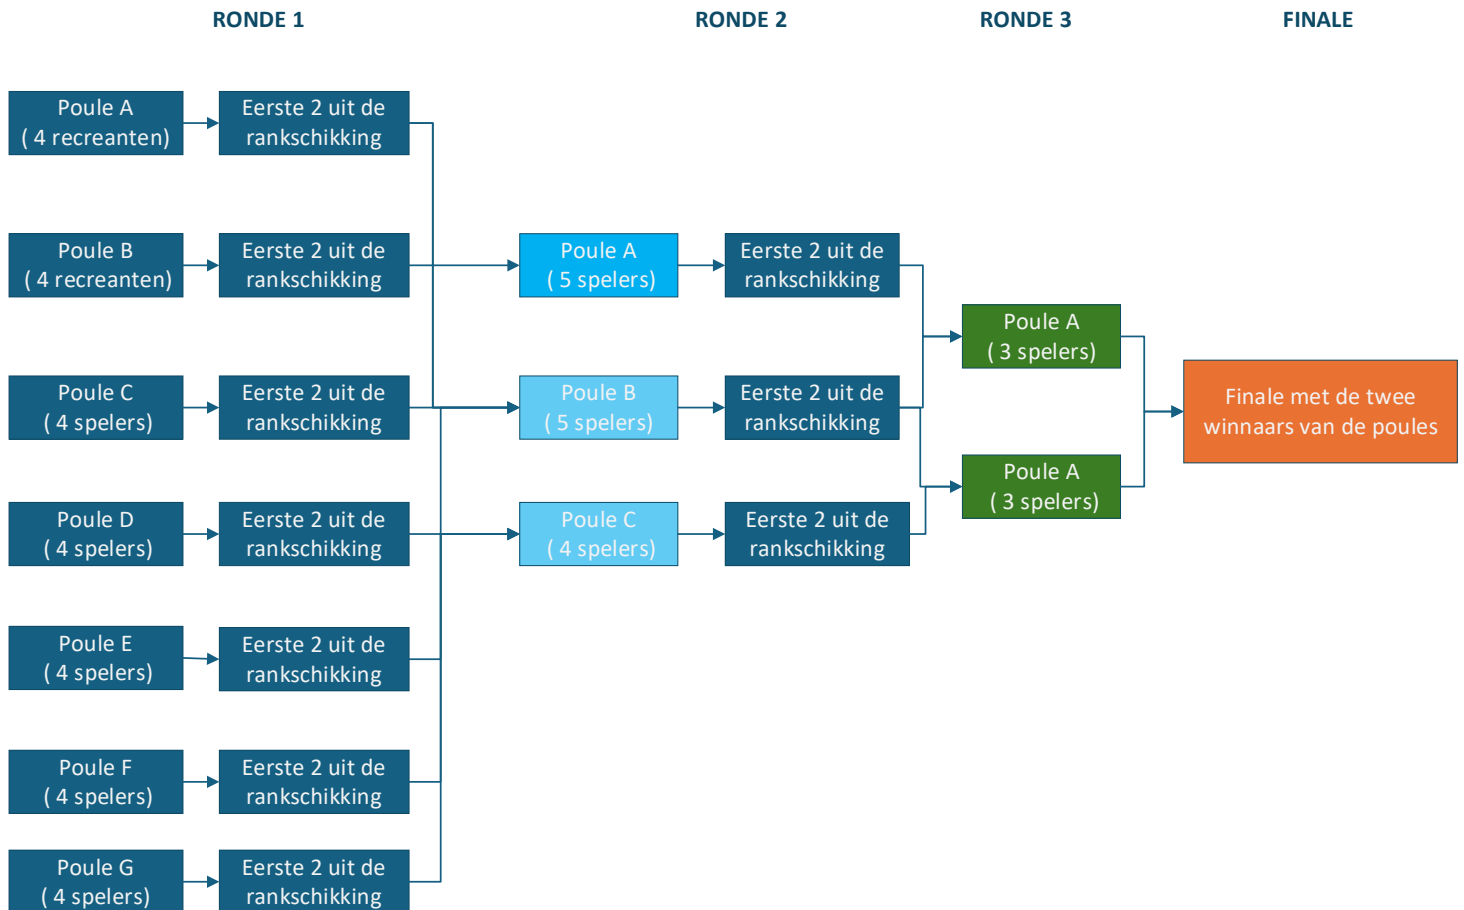 RONDE 1
RONDE 2
RONDE 3
FINALE
Poule A
( 4 recreanten)
Eerste 2 uit de
rankschikking
Poule B
( 4 recreanten)
Eerste 2 uit de
rankschikking
Poule A
( 5 spelers)
Eerste 2 uit de
rankschikking
Poule A
( 3 spelers)
Poule C
( 4 spelers)
Eerste 2 uit de
rankschikking
Poule B
( 5 spelers)
Eerste 2 uit de
rankschikking
Finale met de twee
winnaars van de poules
Poule A
( 3 spelers)
Poule D
( 4 spelers)
Eerste 2 uit de
rankschikking
Poule C
( 4 spelers)
Eerste 2 uit de
rankschikking
Poule E
( 4 spelers)
Eerste 2 uit de
rankschikking
Poule F
( 4 spelers)
Eerste 2 uit de
rankschikking
Poule G
( 4 spelers)
Eerste 2 uit de
rankschikking